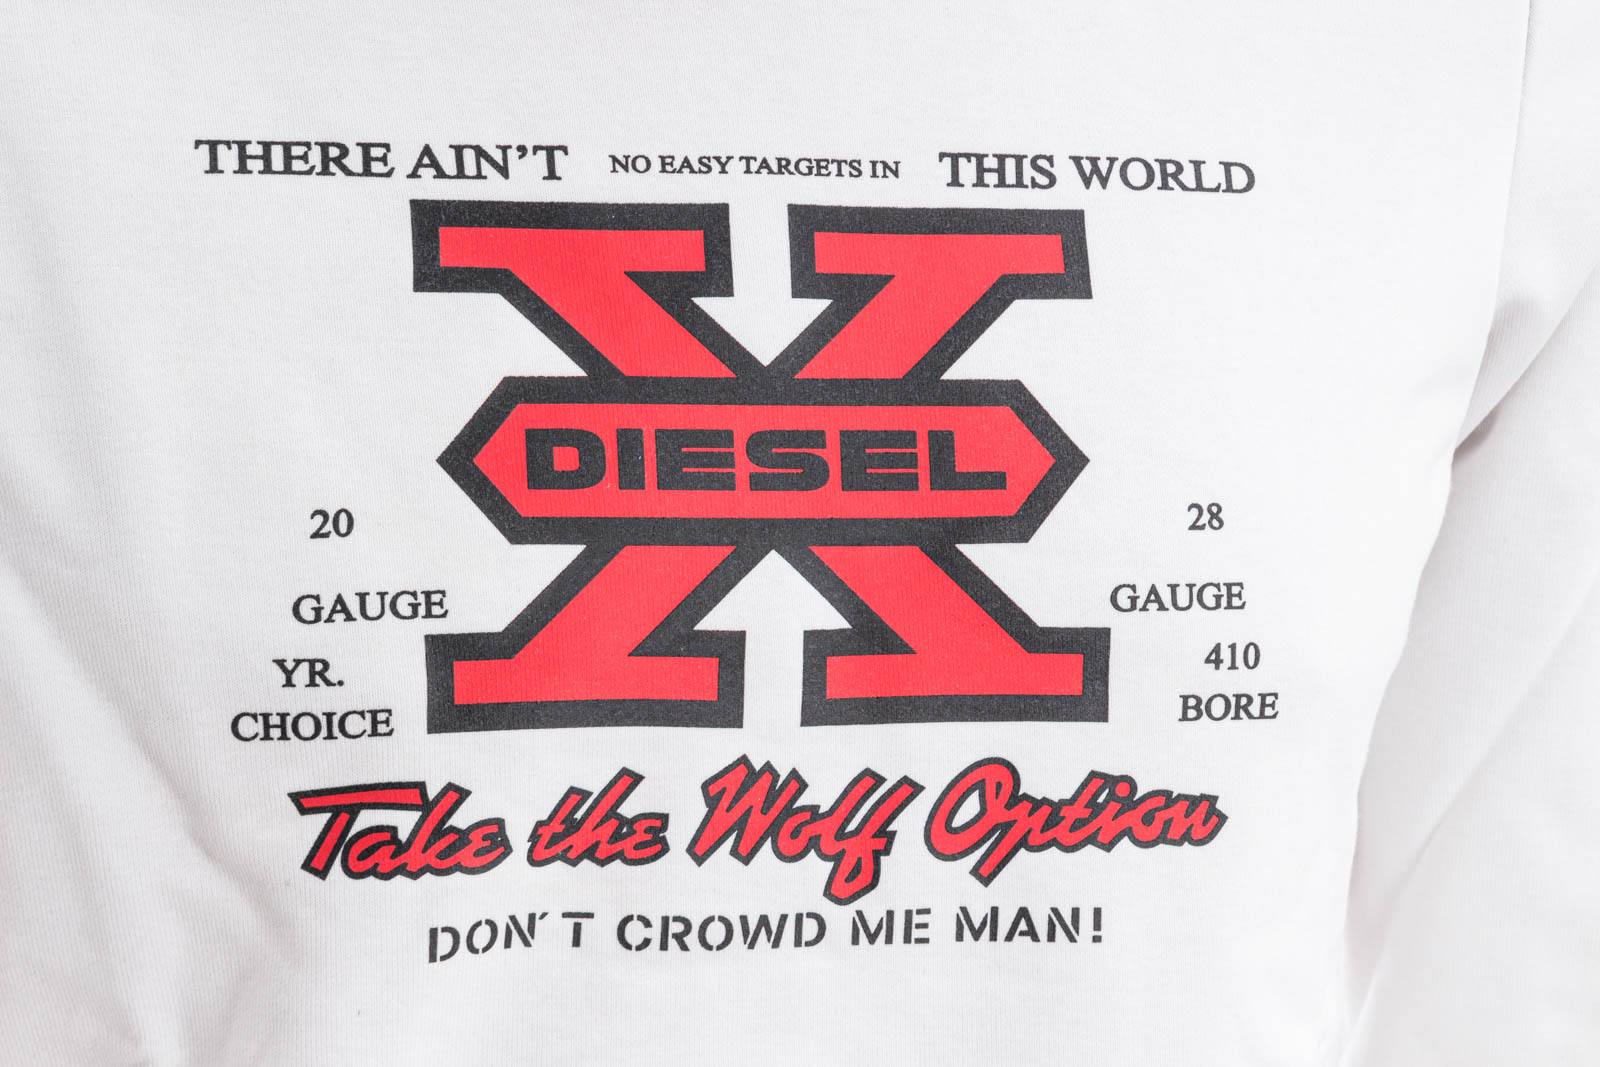 THERE AIN'T NO EASY TARGETS IN THIS WORLD
X
DIESEL
20
GAUGE
YR.
CHOICE
28
GAUGE
410
BORE
Take the Wolf Option
DON'T CROWD ME MAN!